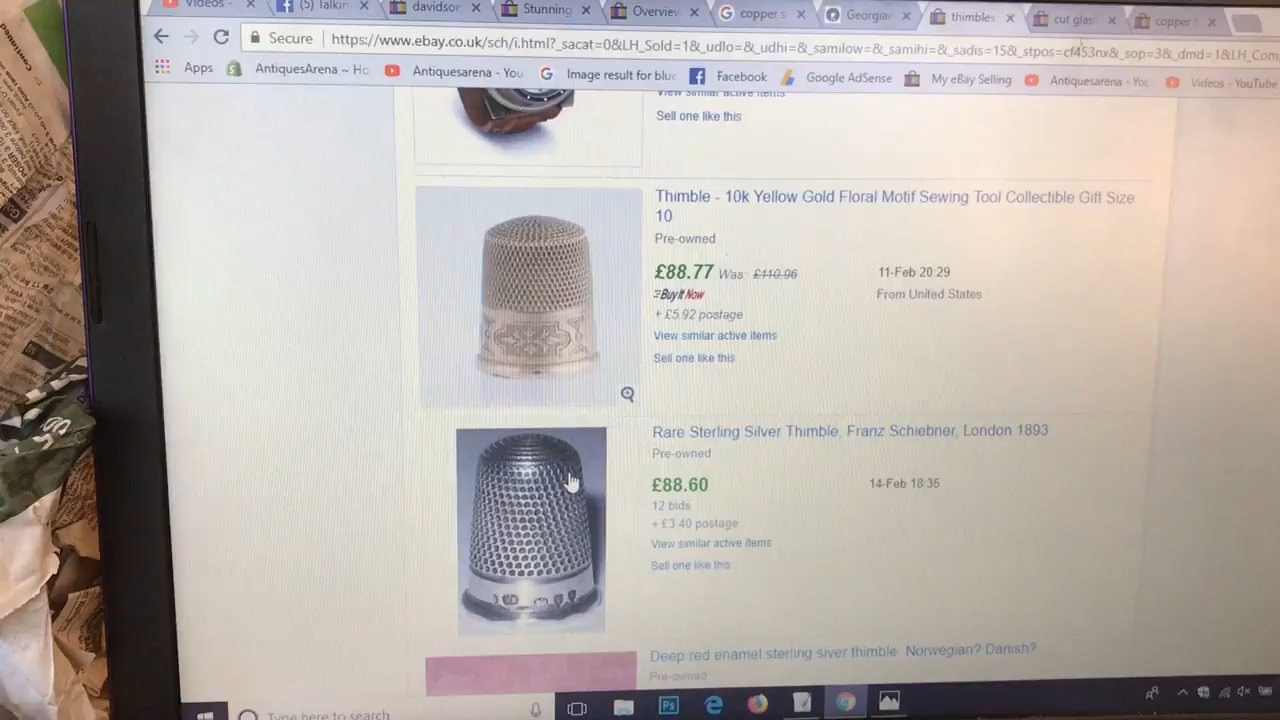 Videos - (5) Talkin davidsor Stunning Overviev copper s Georgian thimbles cut glas copper
Secure https://www.ebay.co.uk/sch/i.html?_sacat=0&LH_Sold=1&_udlo=&_udhi=&_samilow=&_samihi=&_sadis=15&_stpos=cf453nx&_sop=3&_dmd=1&LH_Com
Apps AntiquesArena ~ Ho Antiquesarena - You Image result for blue Facebook Google AdSense My eBay Selling Antiquesarena - You Videos - YouTube
View similar active items
Sell one like this
Thimble - 10k Yellow Gold Floral Motif Sewing Tool Collectible Gift Size
10
Pre-owned
£88.77 Was: £110.96 11-Feb 20:29
Buy It Now From United States
+ £5.92 postage
View similar active items
Sell one like this
Rare Sterling Silver Thimble, Franz Schiebner, London 1893
Pre-owned
£88.60 14-Feb 18:35
12 bids
+ £3.40 postage
View similar active items
Sell one like this
Deep red enamel sterling siver thimble. Norwegian? Danish?
Pre-owned
Type here to search
Continued